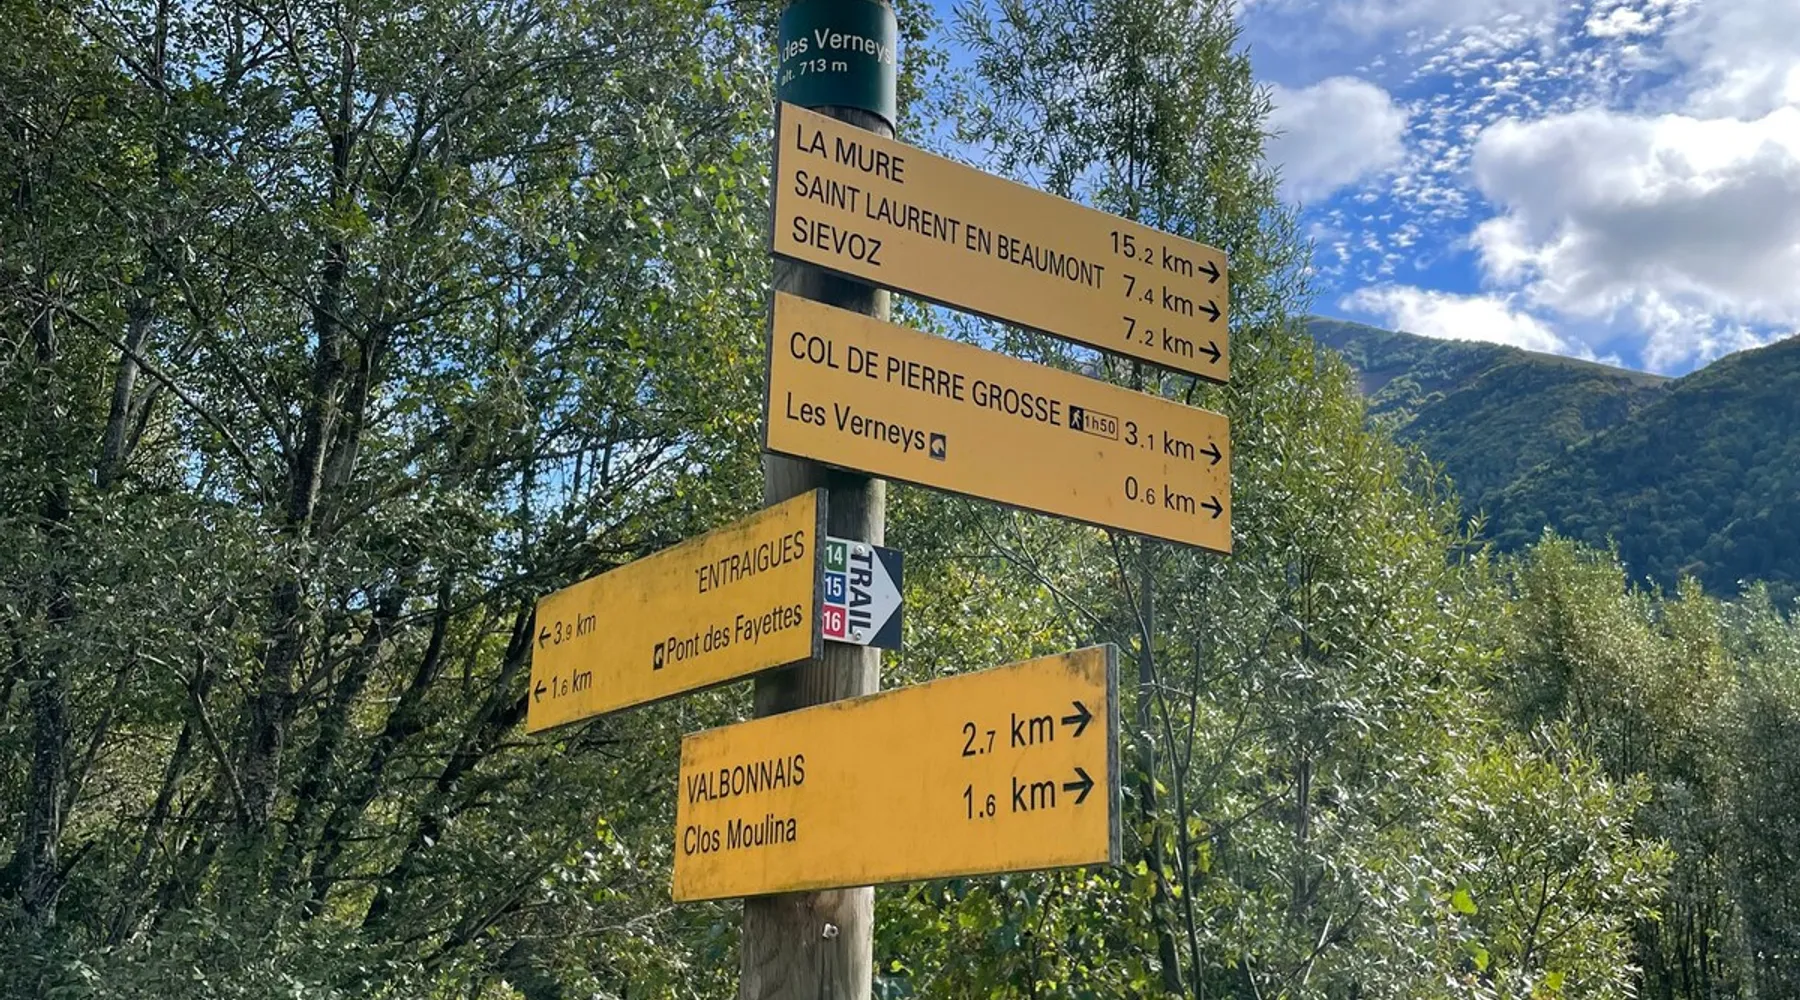 des Verneys
alt. 713 m
LA MURE 15.2 km →
SAINT LAURENT EN BEAUMONT 7.4 km →
SIEVOZ 7.2 km →
COL DE PIERRE GROSSE 1h50 3.1 km →
Les Verneys 0.6 km →
← 3.9 km ENTRAIGUES
← 1.6 km Pont des Fayettes
14
15
16
TRAIL
VALBONNAIS 2.7 km →
Clos Moulina 1.6 km →